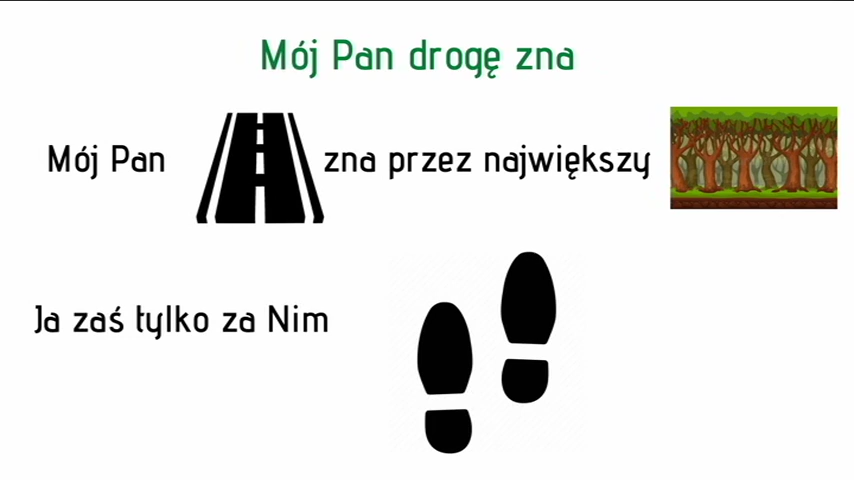 Mój Pan drogę zna
Mój Pan zna przez największy
Ja zaś tylko za Nim